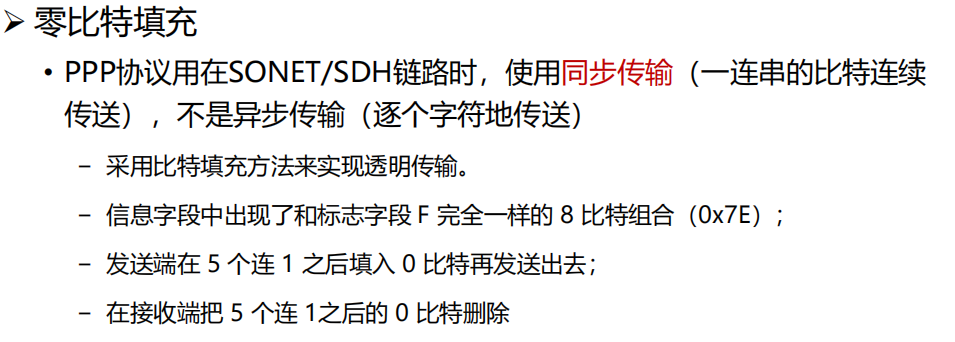 ➢ 零比特填充
• PPP协议用在SONET/SDH链路时，使用同步传输（一连串的比特连续
传送），不是异步传输（逐个字符地传送）
– 采用比特填充方法来实现透明传输。
– 信息字段中出现了和标志字段 F 完全一样的 8 比特组合（0x7E）；
– 发送端在 5 个连 1 之后填入 0 比特再发送出去；
– 在接收端把 5 个连 1之后的 0 比特删除